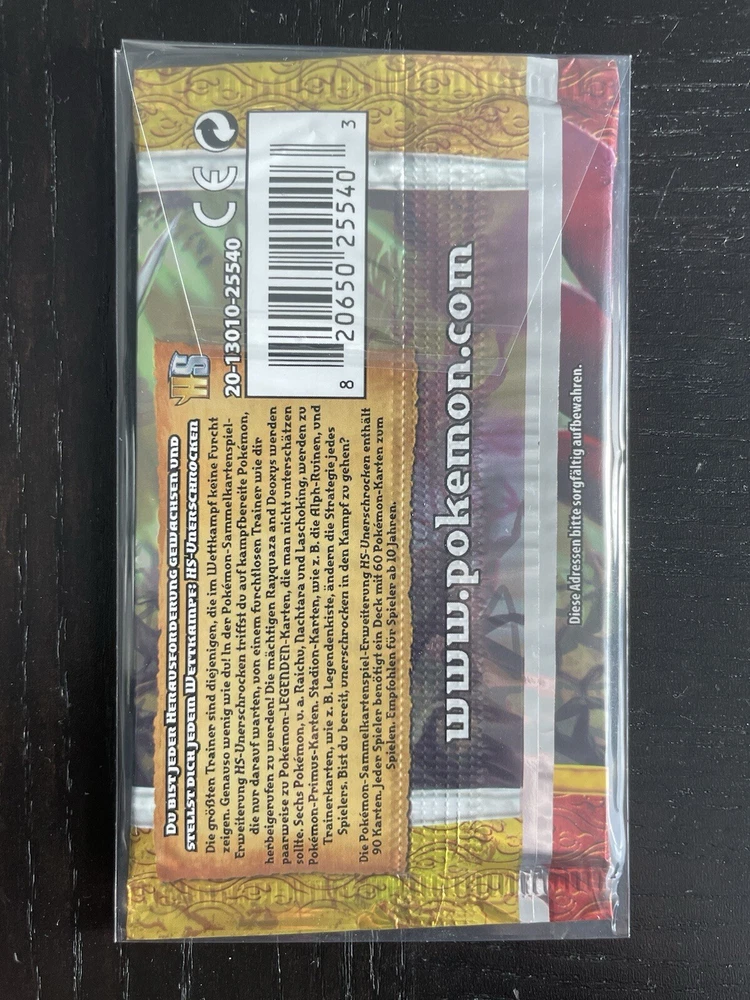 Du bist jeder Herausforderung gewachsen und
stellst dich jedem Wettkampf: HS-Unerschrocken
HS
Die größten Trainer sind diejenigen, die im Wettkampf keine Furcht
zeigen. Genauso wenig wie du! In der Pokémon-Sammelkartenspiel-
Erweiterung HS-Unerschrocken triffst du auf kampfbereite Pokémon,
die nur darauf warten, von einem furchtlosen Trainer wie dir
herbeigerufen zu werden! Die mächtigen Rayquaza and Deoxys werden
paarweise zu Pokémon-LEGENDEN-Karten, die man nicht unterschätzen
sollte. Sechs Pokémon, u. a. Raichu, Nachtara und Laschoking, werden zu
Pokémon-Primus-Karten. Stadion-Karten, wie z. B. die Alph-Ruinen, und
Trainerkarten, wie z. B. Legendenkiste, ändern die Strategie jedes
Spielers. Bist du bereit, unerschrocken in den Kampf zu gehen?
Die Pokémon-Sammelkartenspiel-Erweiterung HS-Unerschrocken enthält
90 Karten. Jeder Spieler benötigt ein Deck mit 60 Pokémon-Karten zum
Spielen. Empfohlen für Spieler ab 10 Jahren.
CE
20-13010-25540
8 20650 25540 3
www.pokemon.com
Diese Adressen bitte sorgfältig aufbewahren.